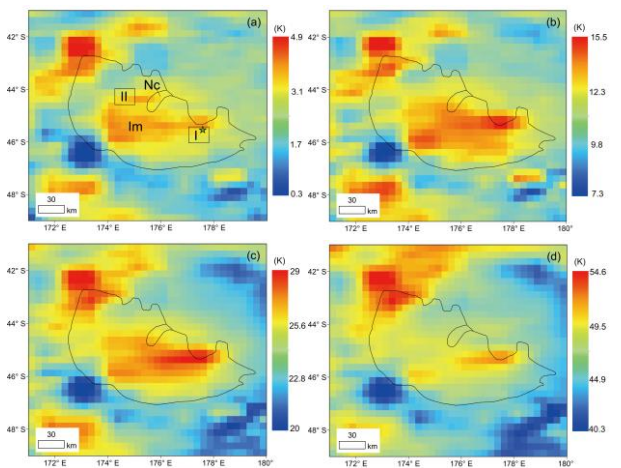 (a)
(K)
4.9
3.1
1.7
0.3
42° S
44° S
46° S
48° S
Nc
II
Im
I*
30
km
172° E
174°
176°
178°
180°
(b)
(K)
15.5
12.3
9.8
7.3
42° S
44° S
46° S
48° S
30
km
172° E
174°
176°
178°
180°
(c)
(K)
29
25.6
22.8
20
42° S
44° S
46° S
48° S
30
km
172° E
174°
176°
178°
180°
(d)
(K)
54.6
49.5
44.9
40.3
42° S
44° S
46° S
48° S
30
km
172° E
174°
176°
178°
180°